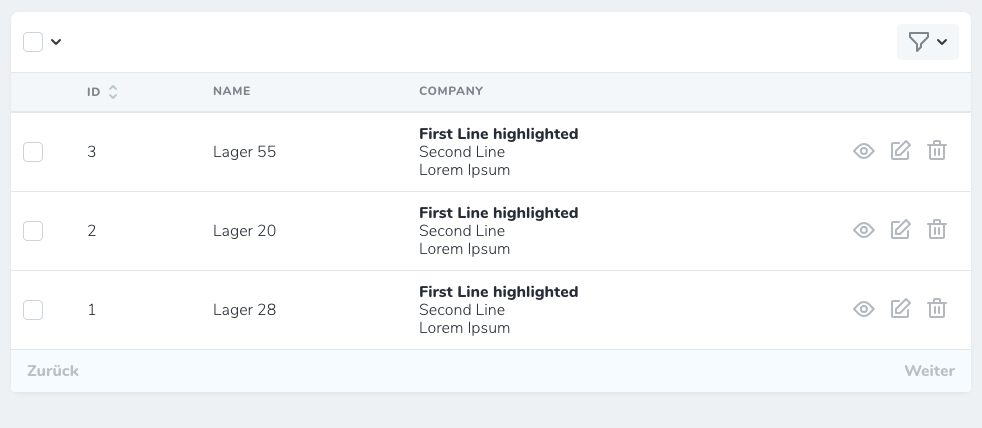 ID NAME COMPANY
3 Lager 55 First Line highlighted
Second Line
Lorem Ipsum
2 Lager 20 First Line highlighted
Second Line
Lorem Ipsum
1 Lager 28 First Line highlighted
Second Line
Lorem Ipsum
Zurück Weiter